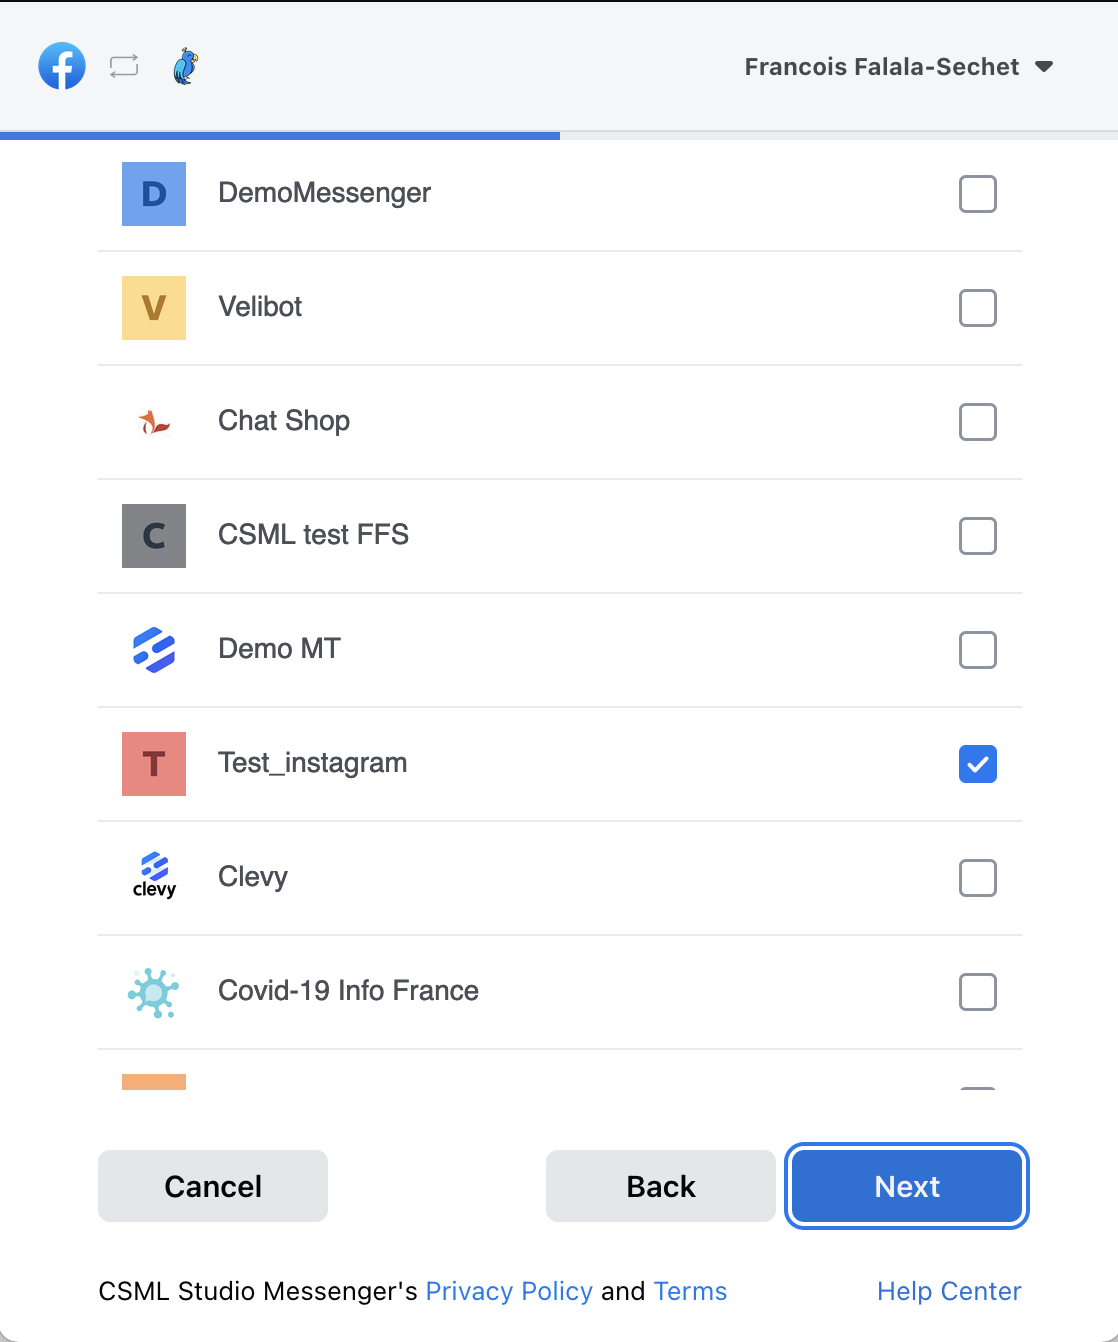 Francois Falala-Sechet
D DemoMessenger
V Velibot
Chat Shop
C CSML test FFS
Demo MT
T Test_instagram
clevy Clevy
Covid-19 Info France
Cancel Back Next
CSML Studio Messenger's Privacy Policy and Terms Help Center